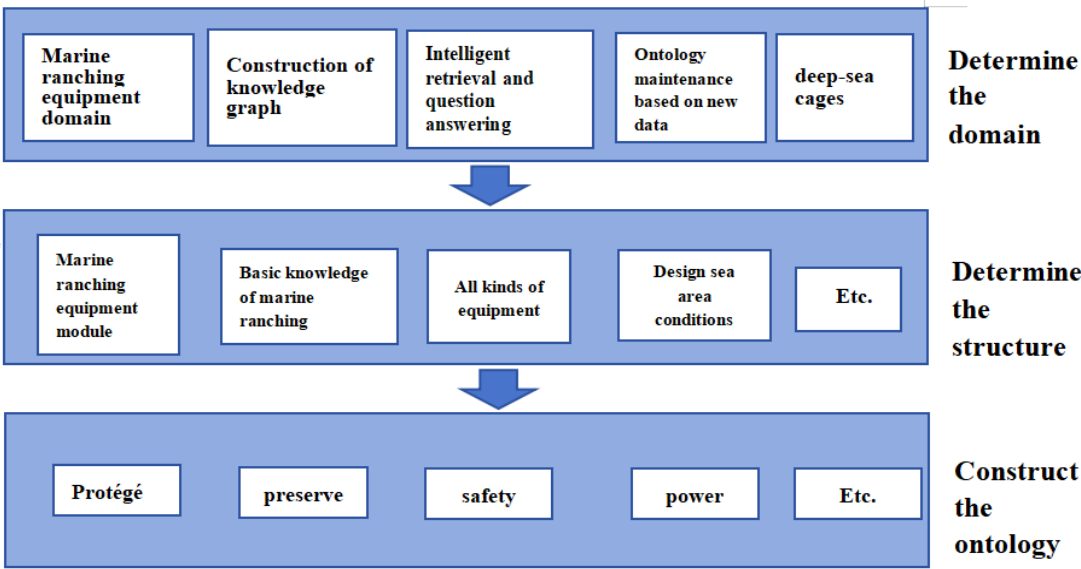 Marine
ranching
equipment
domain
Construction of
knowledge
graph
Intelligent
retrieval and
question
answering
Ontology
maintenance
based on new
data
deep-sea
cages
Determine
the
domain
Marine
ranching
equipment
module
Basic knowledge
of marine
ranching
All kinds of
equipment
Design sea
area
conditions
Etc.
Determine
the
structure
Protégé
preserve
safety
power
Etc.
Construct
the
ontology